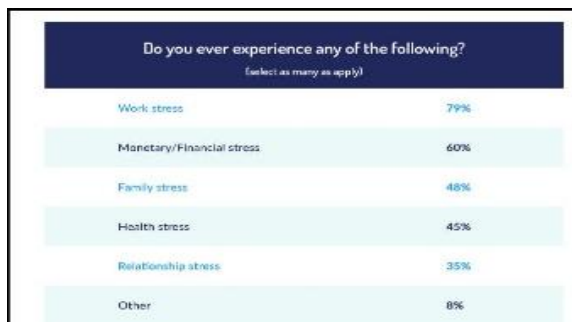 Do you ever experience any of the following?
(select as many as apply)
Work stress 79%
Monetary/Financial stress 60%
Family stress 48%
Health stress 45%
Relationship stress 35%
Other 8%